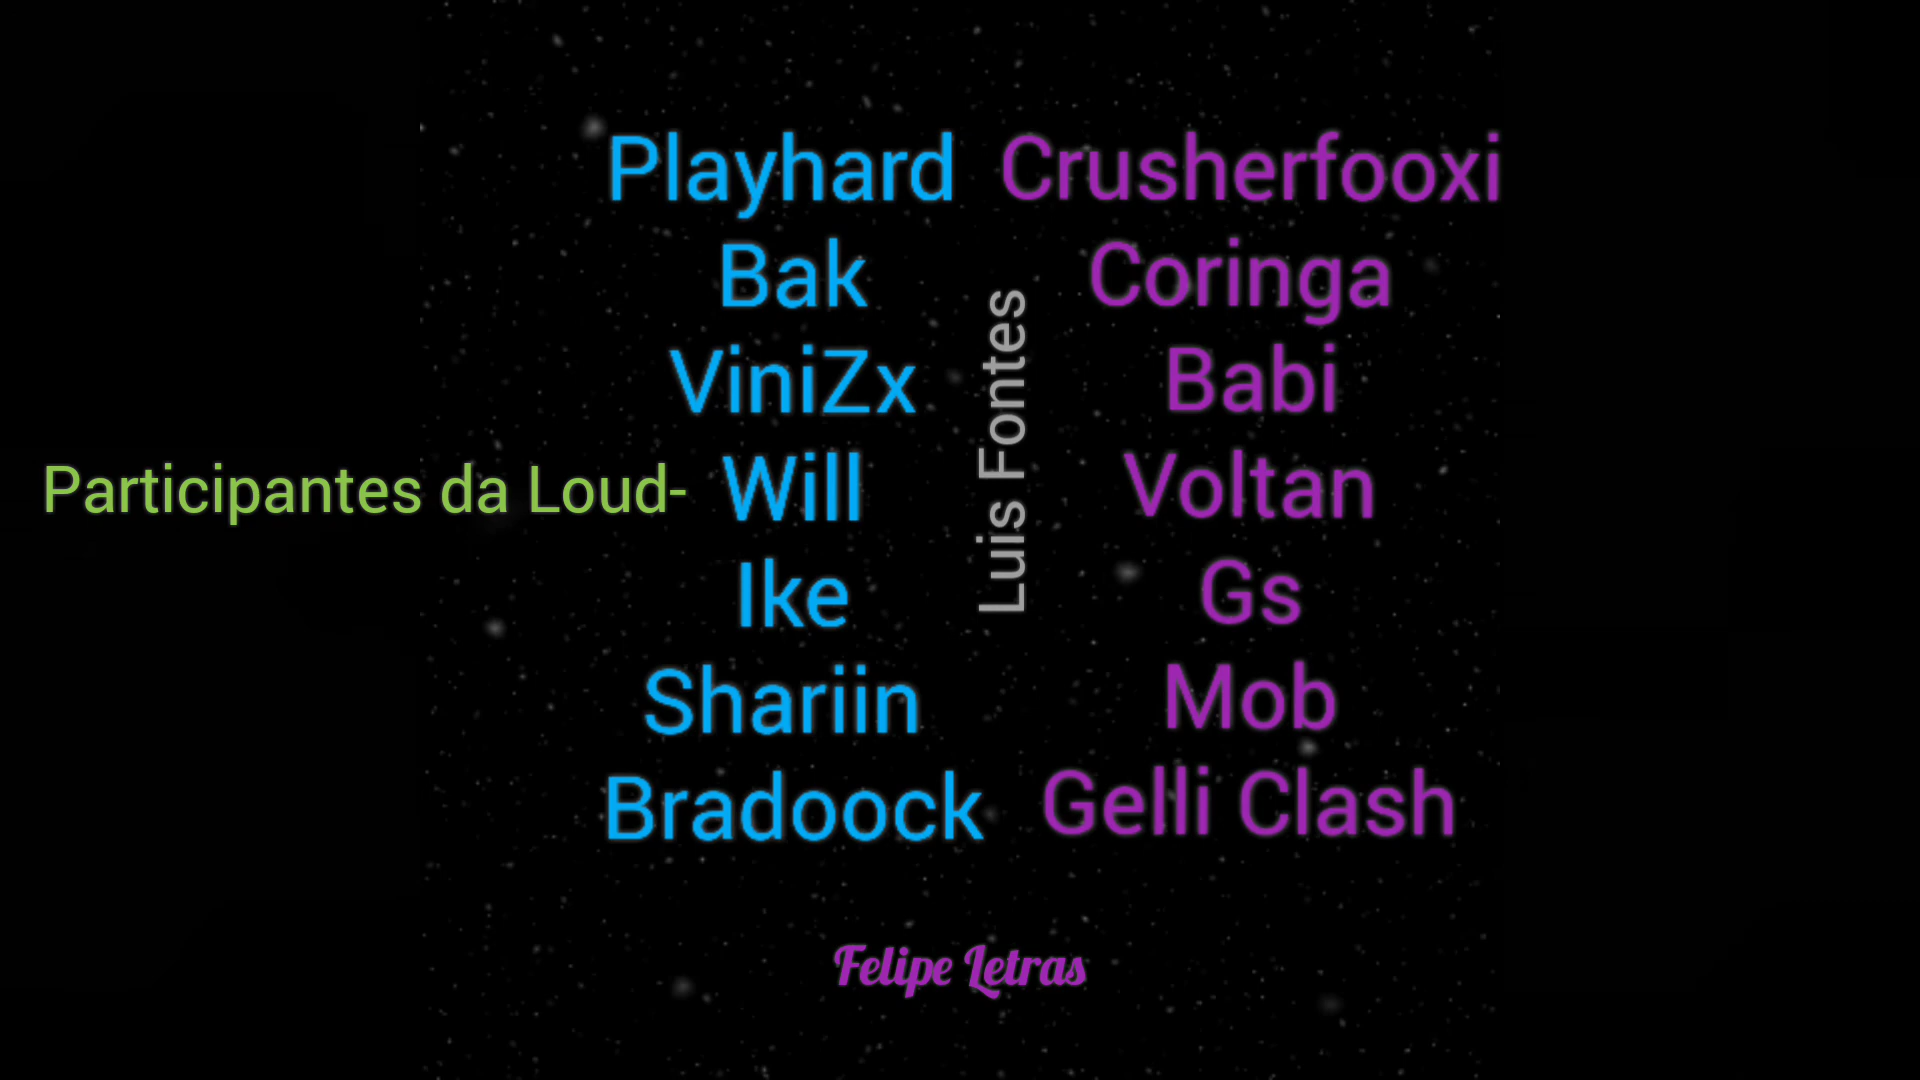 Participantes da Loud-
Playhard
Bak
ViniZx
Will
Ike
Shariin
Bradoock
Luis Fontes
Crusherfooxi
Coringa
Babi
Voltan
Gs
Mob
Gelli Clash
Felipe Letras